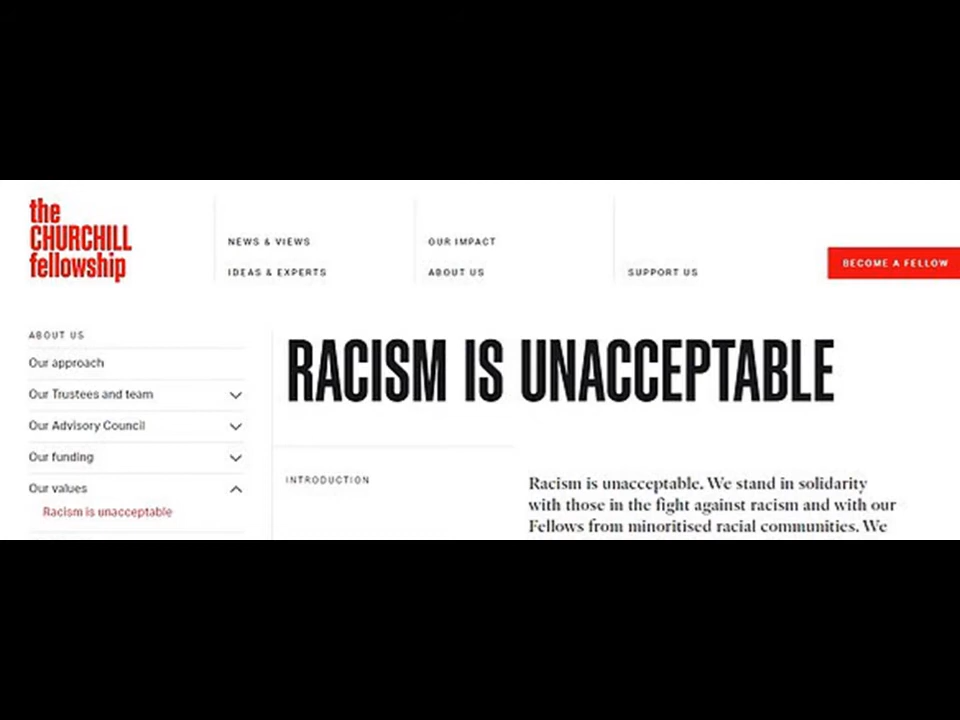 the
CHURCHILL
fellowship
NEWS & VIEWS
IDEAS & EXPERTS
OUR IMPACT
ABOUT US
SUPPORT US
BECOME A FELLOW
ABOUT US
Our approach
Our Trustees and team
Our Advisory Council
Our funding
Our values
Racism is unacceptable
RACISM IS UNACCEPTABLE
INTRODUCTION
Racism is unacceptable. We stand in solidarity
with those in the fight against racism and with our
Fellows from minoritised racial communities. We